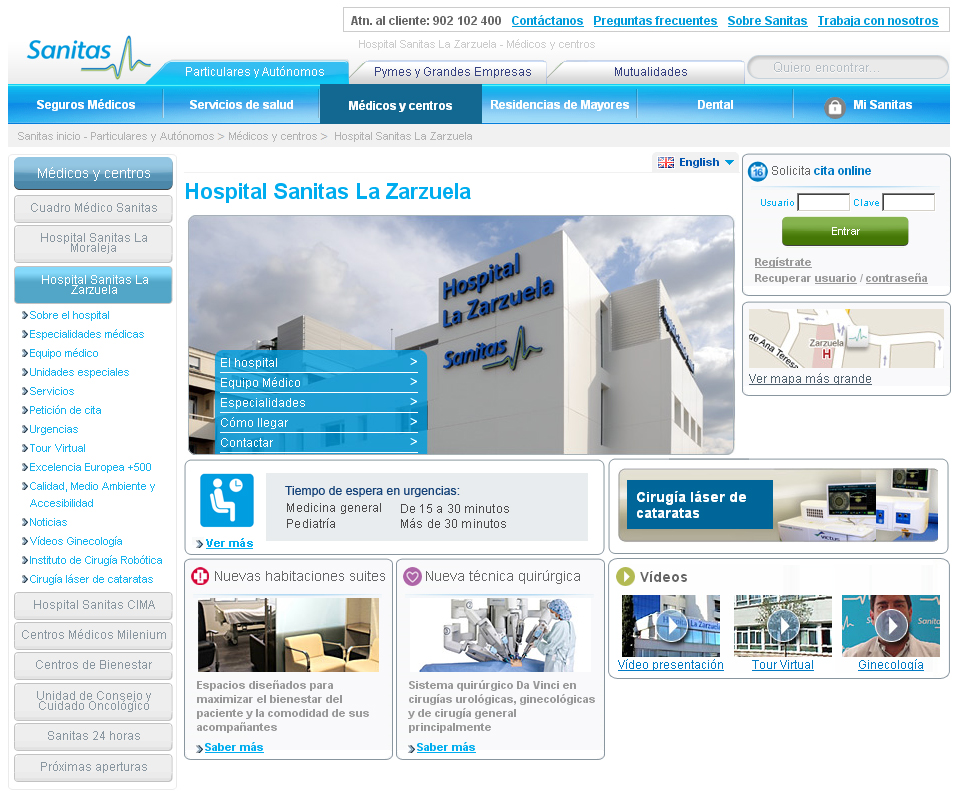 Atn. al cliente: 902 102 400 Contáctanos Preguntas frecuentes Sobre Sanitas Trabaja con nosotros
Sanitas
Hospital Sanitas La Zarzuela - Médicos y centros
Particulares y Autónomos
Pymes y Grandes Empresas
Mutualidades
Quiero encontrar...
Seguros Médicos
Servicios de salud
Médicos y centros
Residencias de Mayores
Dental
Mi Sanitas
Sanitas inicio - Particulares y Autónomos > Médicos y centros > Hospital Sanitas La Zarzuela
Médicos y centros
Cuadro Médico Sanitas
Hospital Sanitas La
Moraleja
Hospital Sanitas La
Zarzuela
Sobre el hospital
Especialidades médicas
Equipo médico
Unidades especiales
Servicios
Petición de cita
Urgencias
Tour Virtual
Excelencia Europea +500
Calidad, Medio Ambiente y
Accesibilidad
Noticias
Vídeos Ginecología
Instituto de Cirugía Robótica
Cirugía láser de cataratas
Hospital Sanitas CIMA
Centros Médicos Milenium
Centros de Bienestar
Unidad de Consejo y
Cuidado Oncológico
Sanitas 24 horas
Próximas aperturas
English
Hospital Sanitas La Zarzuela
Hospital
La Zarzuela
Sanitas
El hospital >
Equipo Médico >
Especialidades >
Cómo llegar >
Contactar >
16 Solicita cita online
Usuario
Clave
Entrar
Regístrate
Recuperar usuario / contraseña
de Ana Teresa
Zarzuela
H
Ver mapa más grande
Tiempo de espera en urgencias:
Medicina general De 15 a 30 minutos
Pediatría Más de 30 minutos
Ver más
Cirugía láser de
cataratas
Nuevas habitaciones suites
Espacios diseñados para
maximizar el bienestar del
paciente y la comodidad de sus
acompañantes
Saber más
Nueva técnica quirúrgica
Sistema quirúrgico Da Vinci en
cirugías urológicas, ginecológicas
y de cirugía general
principalmente
Saber más
Vídeos
Vídeo presentación
Tour Virtual
Ginecología